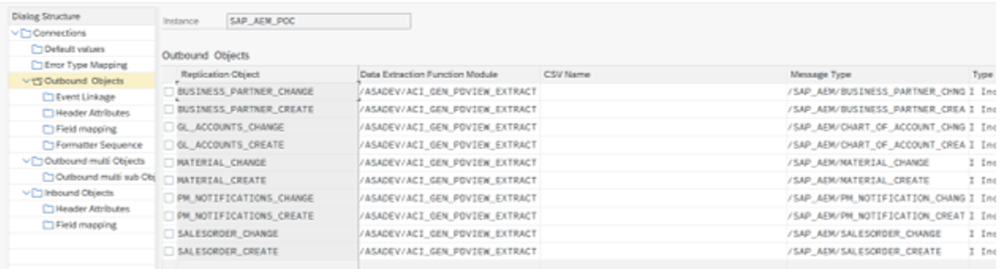 Dialog Structure
Connections
Default values
Error Type Mapping
Outbound Objects
Event Linkage
Header Attributes
Field mapping
Formatter Sequence
Outbound multi Objects
Outbound multi sub Obj
Inbound Objects
Header Attributes
Field mapping
Instance SAP_AEM_POC
Outbound Objects
Replication Object Data Extraction Function Module CSV Name Message Type Type
BUSINESS_PARTNER_CHANGE /ASADEV/ACI_GEN_PDVIEW_EXTRACT /SAP_AEM/BUSINESS_PARTNER_CHNG I Inc
BUSINESS_PARTNER_CREATE /ASADEV/ACI_GEN_PDVIEW_EXTRACT /SAP_AEM/BUSINESS_PARTNER_CREA I Inc
GL_ACCOUNTS_CHANGE /ASADEV/ACI_GEN_PDVIEW_EXTRACT /SAP_AEM/CHART_OF_ACCOUNT_CHNG I Inc
GL_ACCOUNTS_CREATE /ASADEV/ACI_GEN_PDVIEW_EXTRACT /SAP_AEM/CHART_OF_ACCOUNT_CREA I Inc
MATERIAL_CHANGE /ASADEV/ACI_GEN_PDVIEW_EXTRACT /SAP_AEM/MATERIAL_CHANGE I Inc
MATERIAL_CREATE /ASADEV/ACI_GEN_PDVIEW_EXTRACT /SAP_AEM/MATERIAL_CREATE I Inc
PM_NOTIFICATIONS_CHANGE /ASADEV/ACI_GEN_PDVIEW_EXTRACT /SAP_AEM/PM_NOTIFICATION_CHANG I Inc
PM_NOTIFICATIONS_CREATE /ASADEV/ACI_GEN_PDVIEW_EXTRACT /SAP_AEM/PM_NOTIFICATION_CREAT I Inc
SALESORDER_CHANGE /ASADEV/ACI_GEN_PDVIEW_EXTRACT /SAP_AEM/SALESORDER_CHANGE I Inc
SALESORDER_CREATE /ASADEV/ACI_GEN_PDVIEW_EXTRACT /SAP_AEM/SALESORDER_CREATE I Inc